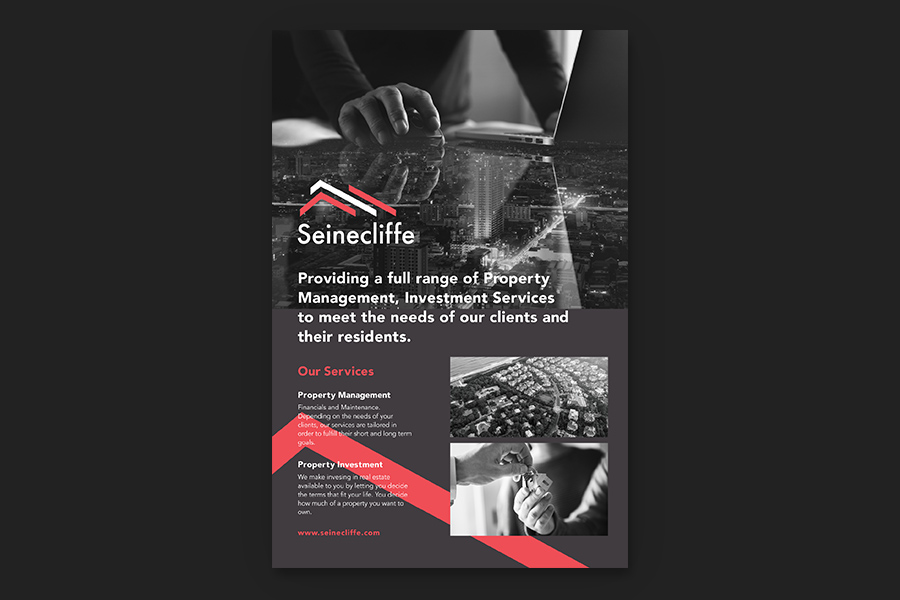 Seinecliffe
Providing a full range of Property
Management, Investment Services
to meet the needs of our clients and
their residents.
Our Services
Property Management
Financials and Maintenance.
Depending on the needs of your
clients, our services are tailored in
order to fulfill their short and long term
goals.
Property Investment
We make invesing in real estate
available to you by letting you decide
the terms that fit your life. You decide
how much of a property you want to
own.
www.seinecliffe.com